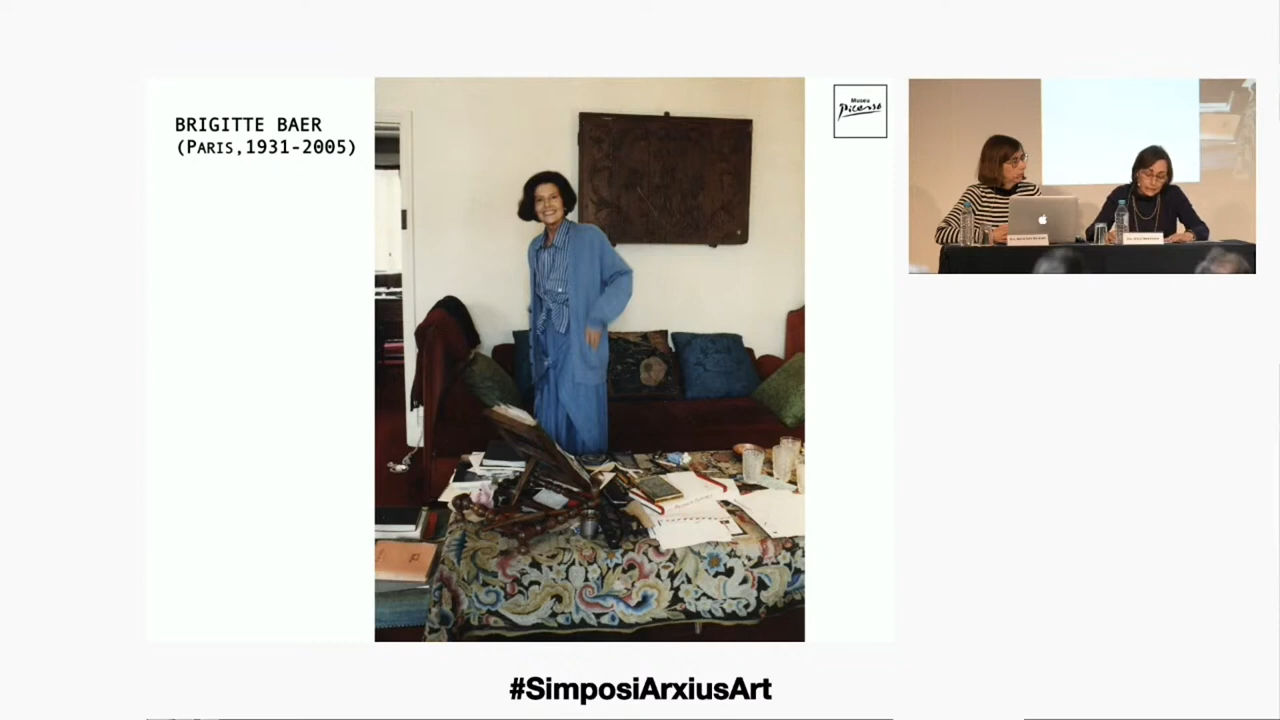 BRIGITTE BAER
(PARIS,1931-2005)
Museu
Picasso
#SimposiArxiusArt